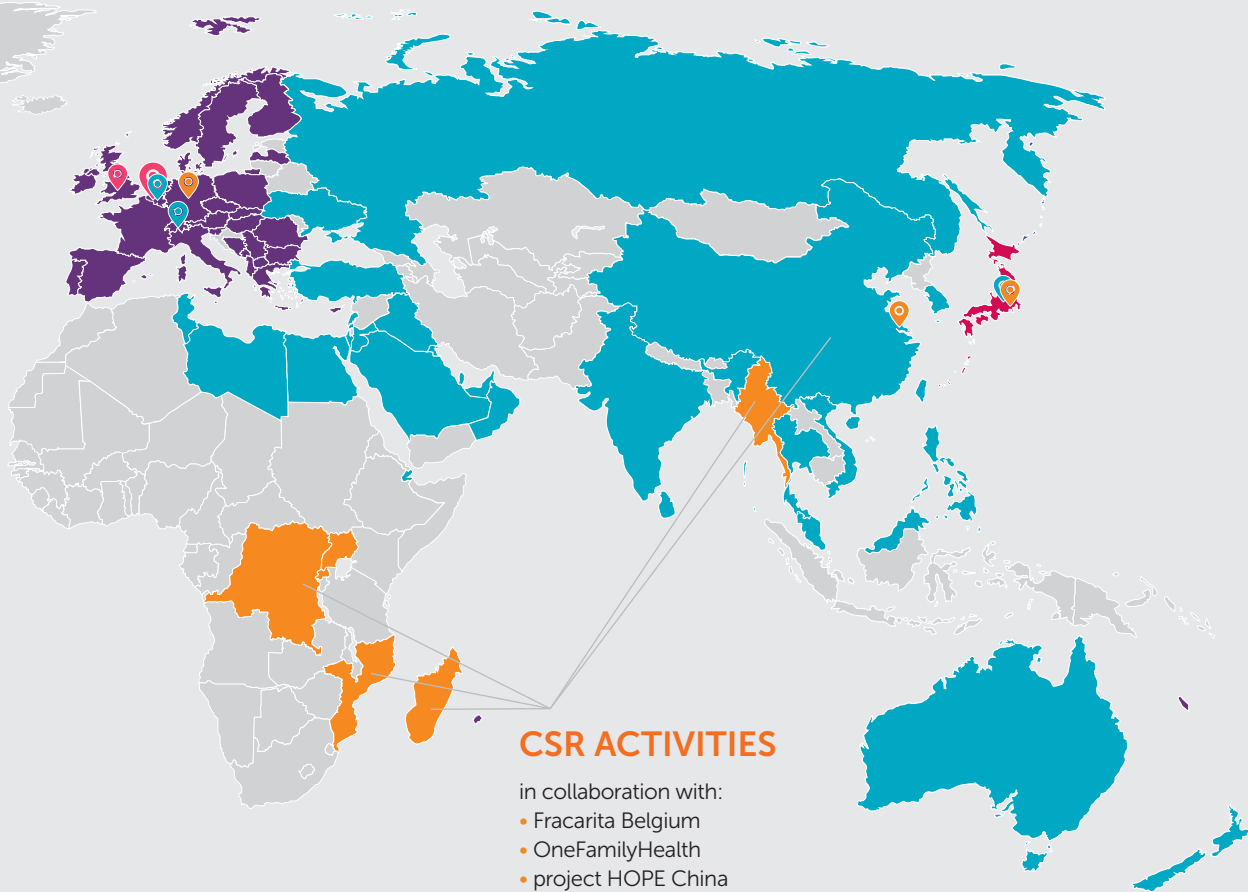 CSR ACTIVITIES
in collaboration with:
• Fracarita Belgium
• OneFamilyHealth
• project HOPE China